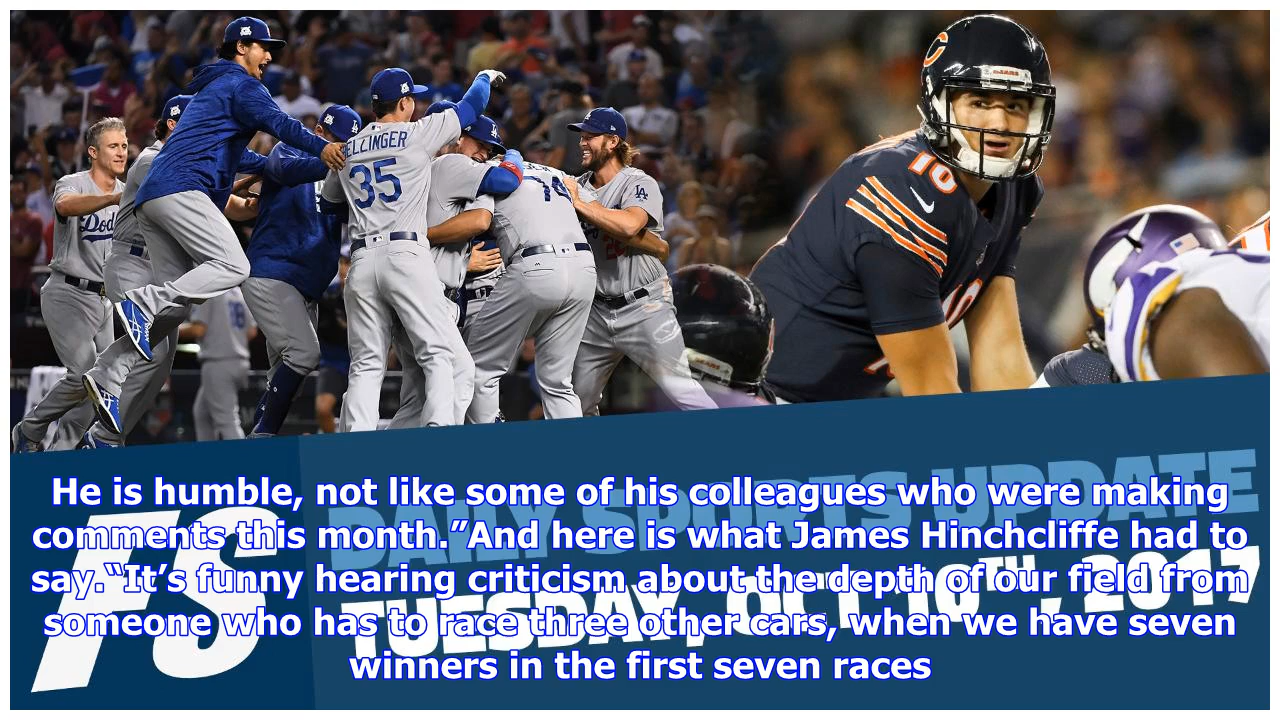 BELLINGER
35
Dodgers
LA
C
BEARS
10
DAILY SPORTS UPDATE
TUESDAY, OCT 10TH, 2017
FS
He is humble, not like some of his colleagues who were making
comments this month.”And here is what James Hinchcliffe had to
say.“It’s funny hearing criticism about the depth of our field from
someone who has to race three other cars, when we have seven
winners in the first seven races